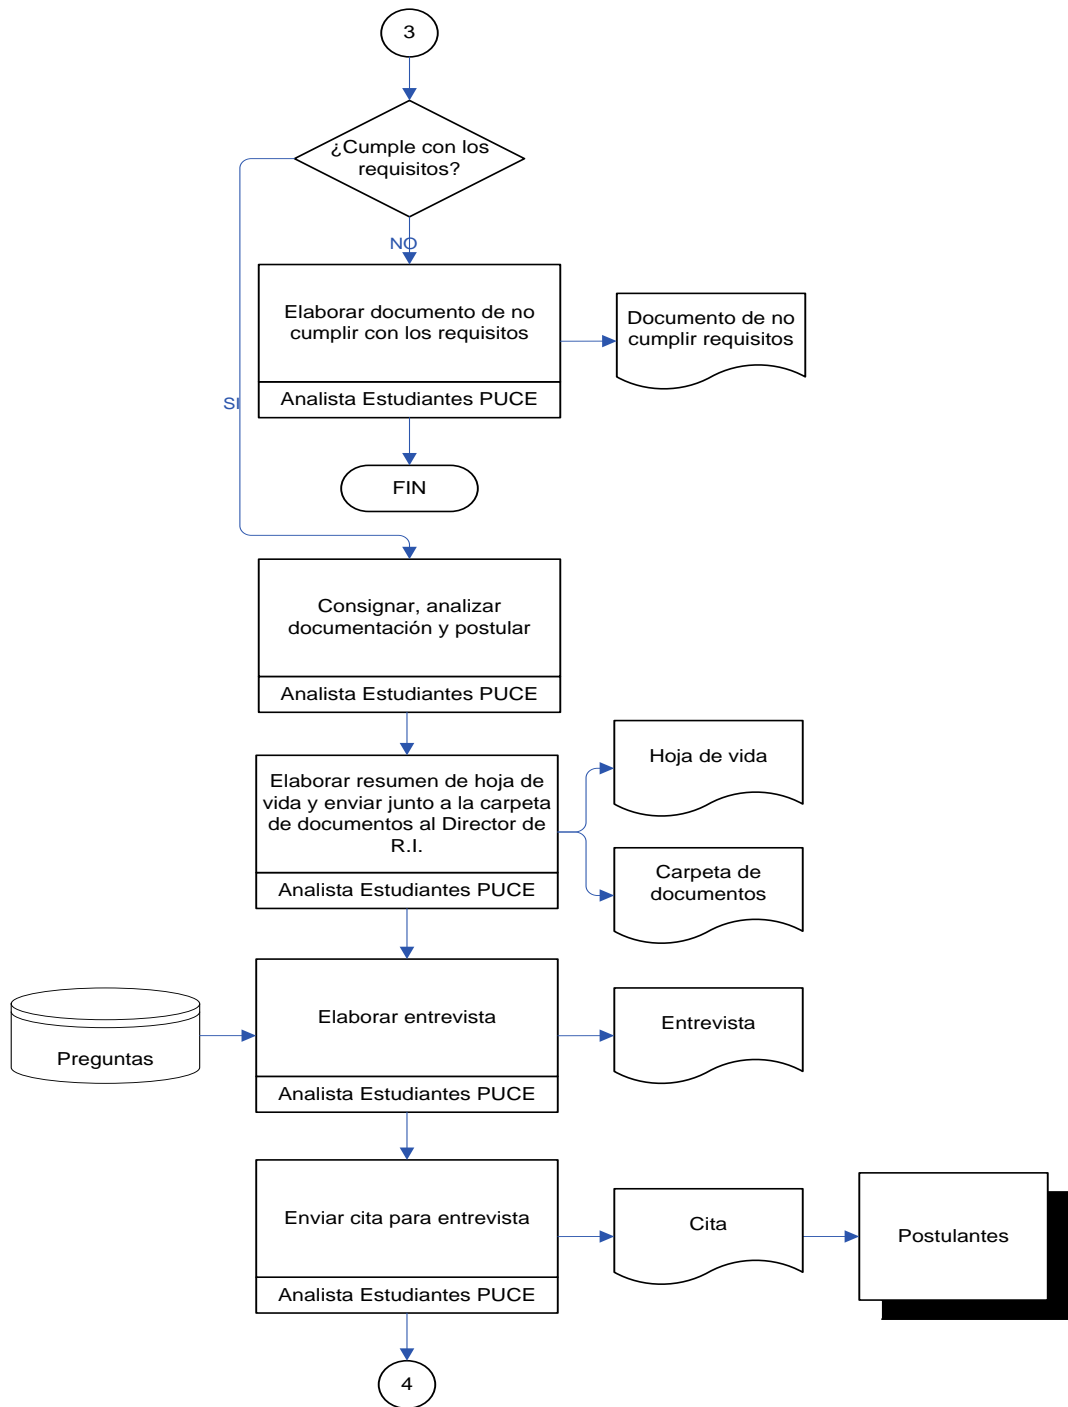 3
¿Cumple con los
requisitos?
NO
Elaborar documento de no
cumplir con los requisitos
Documento de no
cumplir requisitos
Analista Estudiantes PUCE
SI
FIN
Consignar, analizar
documentación y postular
Analista Estudiantes PUCE
Elaborar resumen de hoja de
vida y enviar junto a la carpeta
de documentos al Director de
R.I.
Analista Estudiantes PUCE
Hoja de vida
Carpeta de
documentos
Preguntas
Elaborar entrevista
Analista Estudiantes PUCE
Entrevista
Enviar cita para entrevista
Analista Estudiantes PUCE
Cita
Postulantes
4